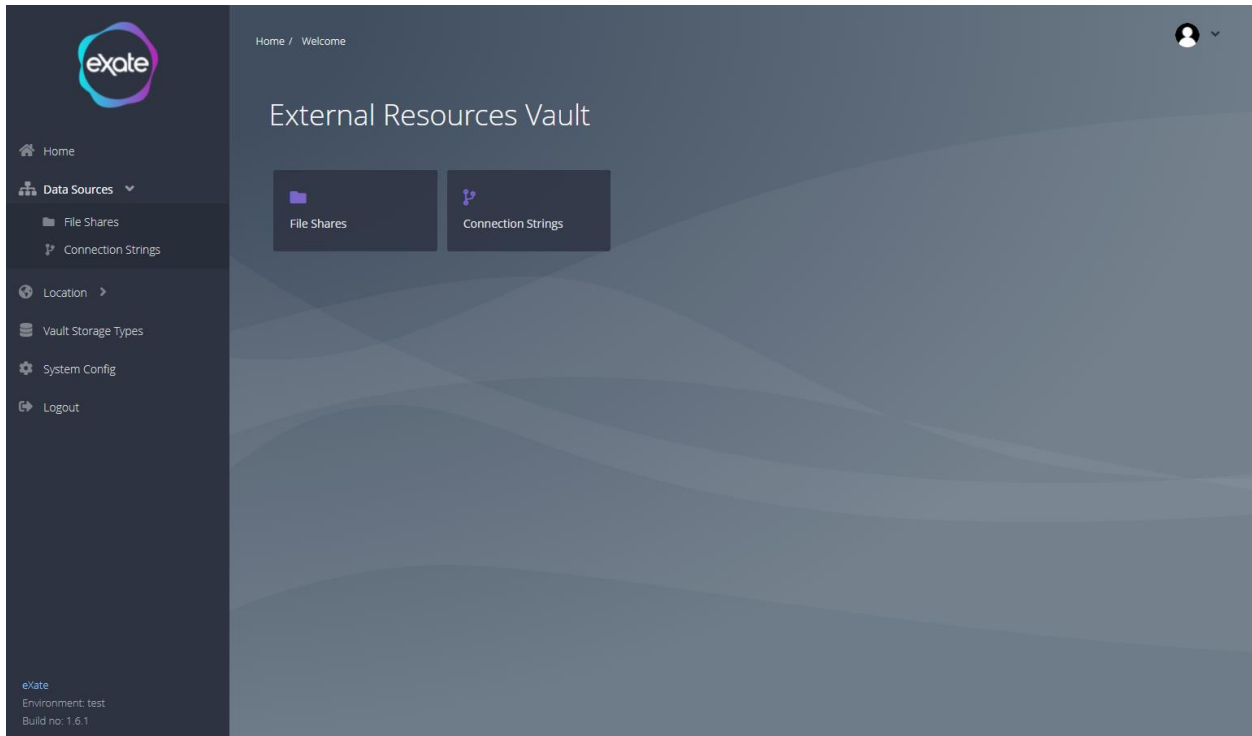 exate
Home
Data Sources
File Shares
Connection Strings
Location
Vault Storage Types
System Config
Logout
eXate
Environment: test
Build no: 1.6.1
Home / Welcome
External Resources Vault
File Shares
Connection Strings